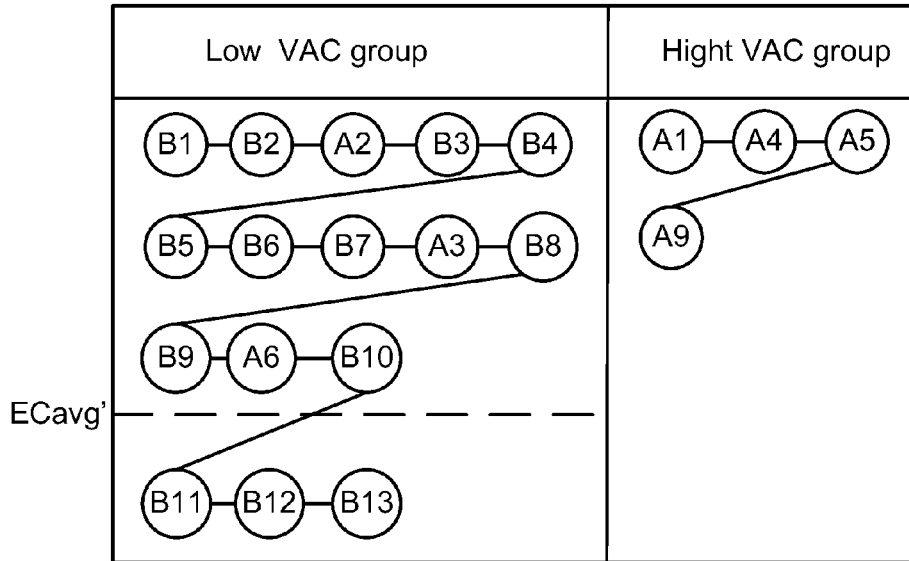 Low VAC group
Hight VAC group
B1 B2 A2 B3 B4
A1 A4 A5
B5 B6 B7 A3 B8
A9
B9 A6 B10
ECavg'
B11 B12 B13